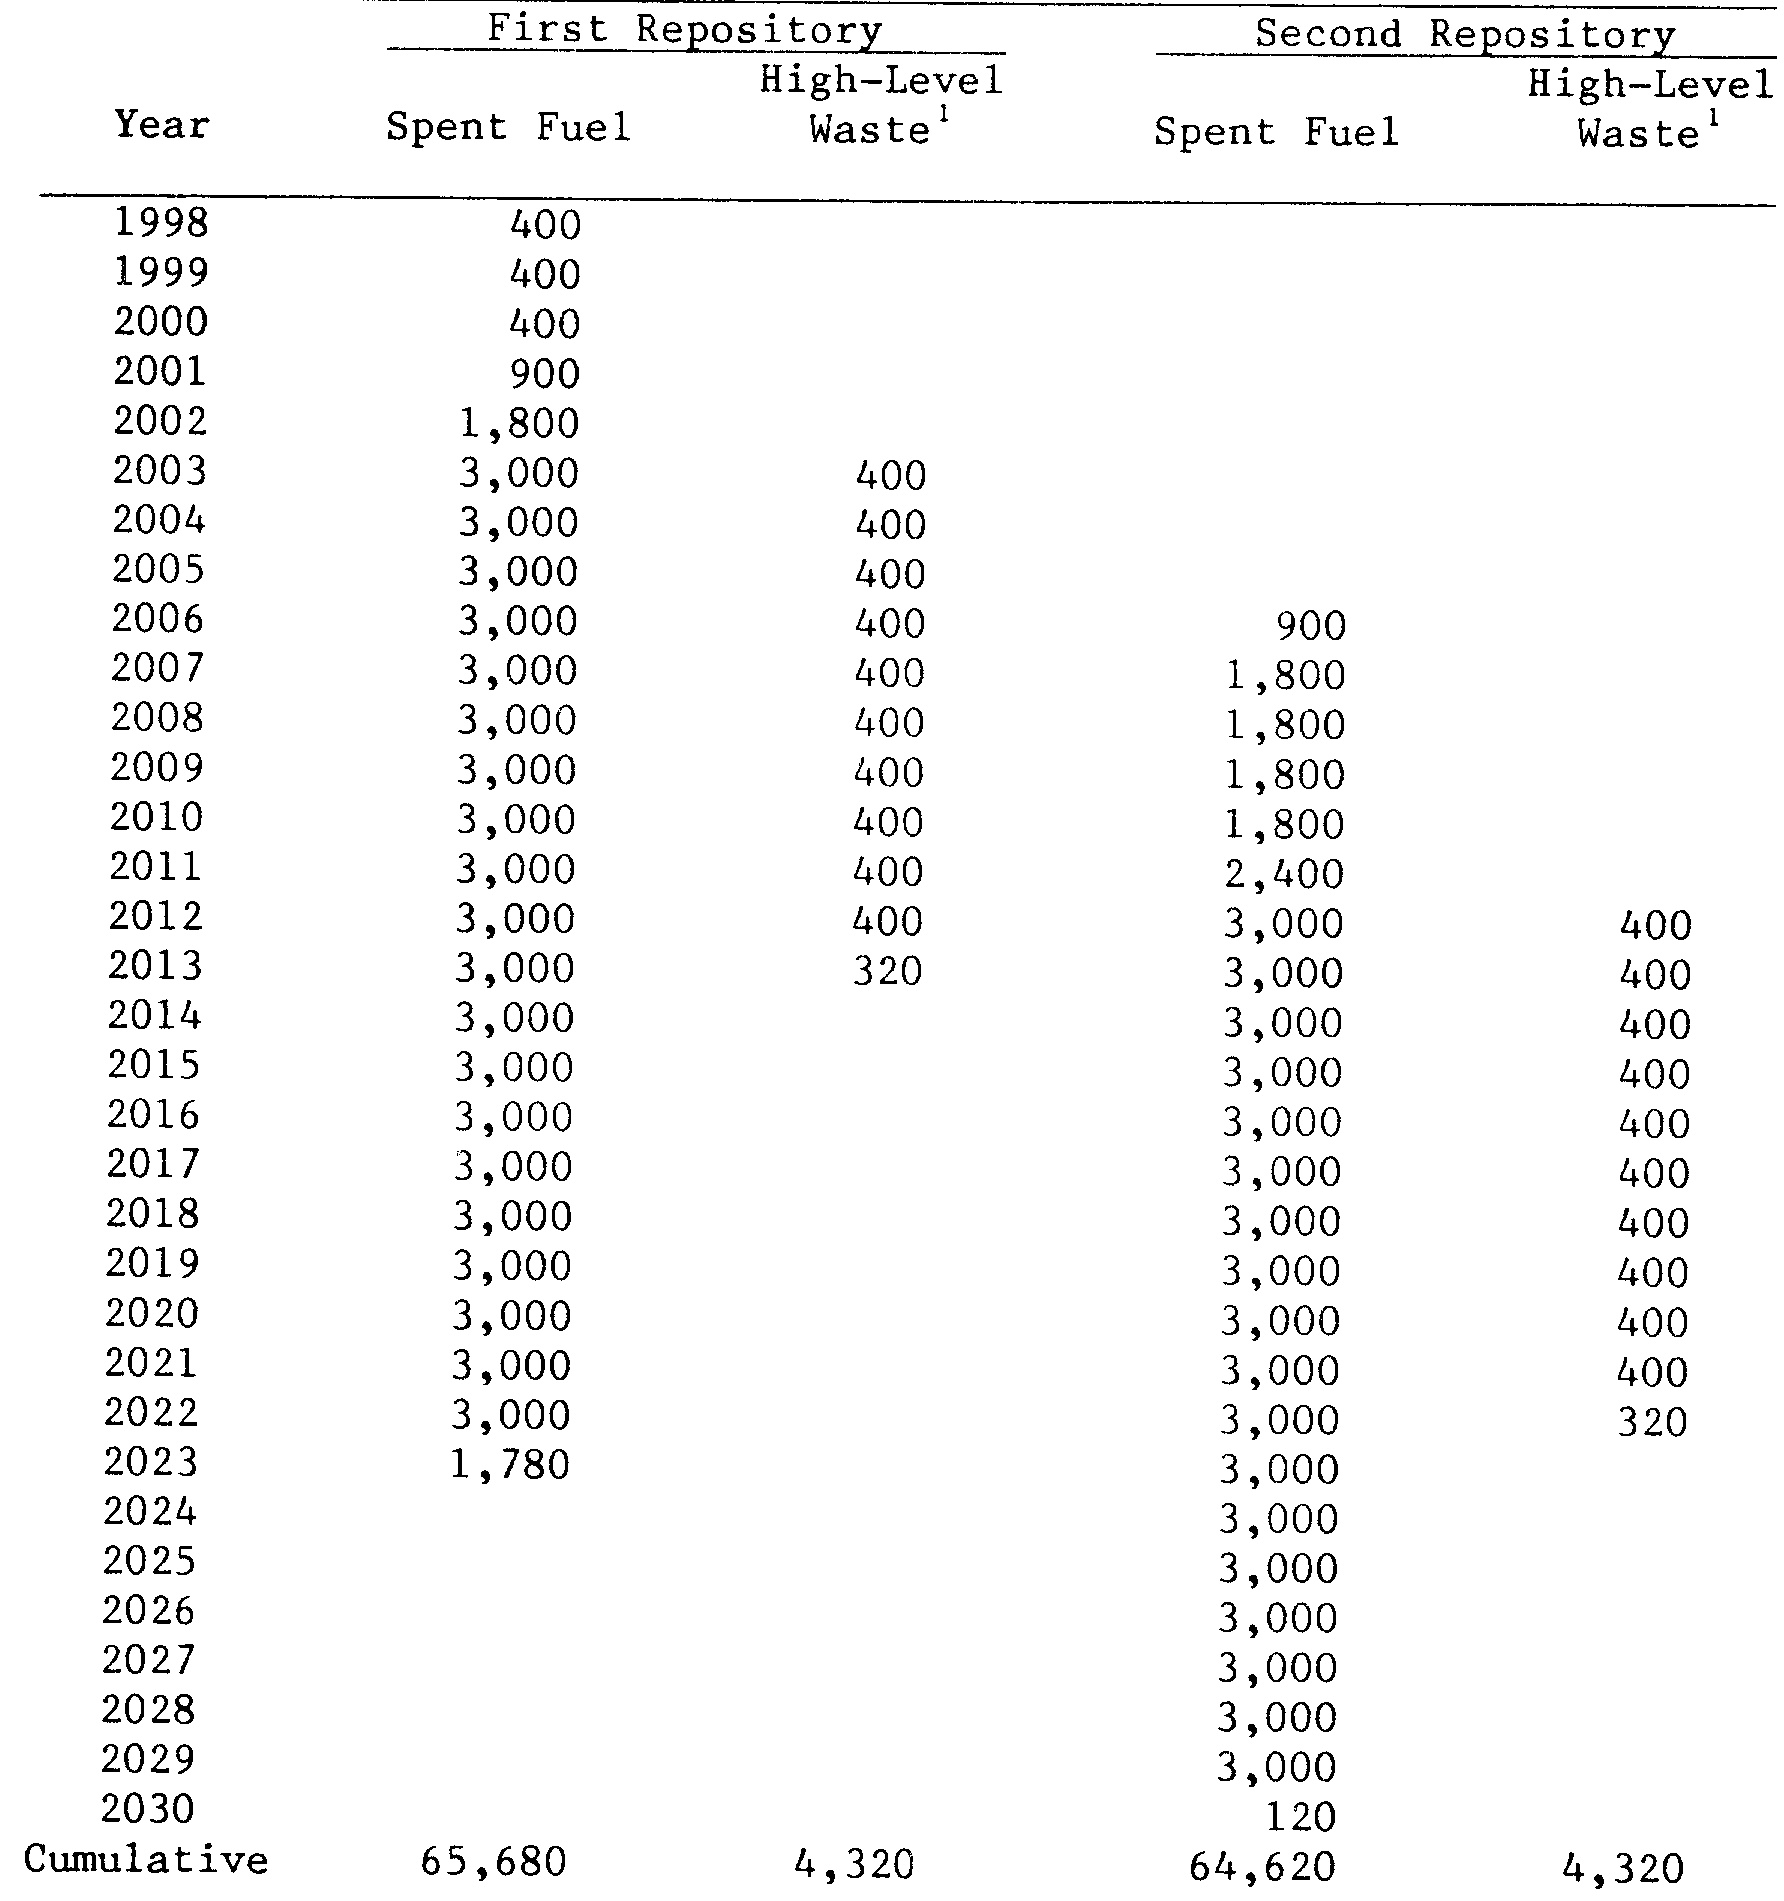 First Repository Second Repository
High-Level High-Level
Year Spent Fuel Waste¹ Spent Fuel Waste¹
1998 400
1999 400
2000 400
2001 900
2002 1,800
2003 3,000 400
2004 3,000 400
2005 3,000 400
2006 3,000 400 900
2007 3,000 400 1,800
2008 3,000 400 1,800
2009 3,000 400 1,800
2010 3,000 400 1,800
2011 3,000 400 2,400
2012 3,000 400 3,000 400
2013 3,000 320 3,000 400
2014 3,000 3,000 400
2015 3,000 3,000 400
2016 3,000 3,000 400
2017 3,000 3,000 400
2018 3,000 3,000 400
2019 3,000 3,000 400
2020 3,000 3,000 400
2021 3,000 3,000 400
2022 3,000 3,000 320
2023 1,780 3,000
2024 3,000
2025 3,000
2026 3,000
2027 3,000
2028 3,000
2029 3,000
2030 120
Cumulative 65,680 4,320 64,620 4,320